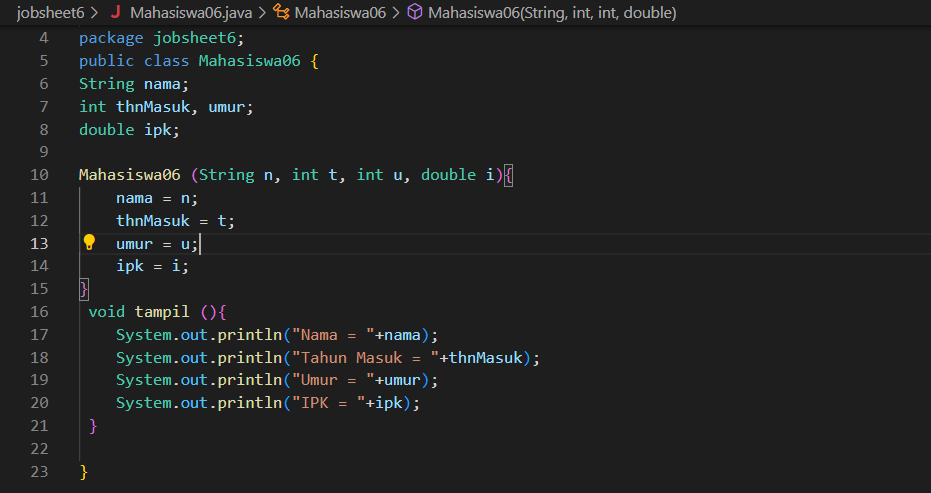 jobsheet6 > J Mahasiswa06.java > Mahasiswa06 > Mahasiswa06(String, int, int, double)
4 package jobsheet6;
5 public class Mahasiswa06 {
6 String nama;
7 int thnMasuk, umur;
8 double ipk;
9
10 Mahasiswa06 (String n, int t, int u, double i){
11 nama = n;
12 thnMasuk = t;
13 umur = u;
14 ipk = i;
15 }
16 void tampil (){
17 System.out.println("Nama = "+nama);
18 System.out.println("Tahun Masuk = "+thnMasuk);
19 System.out.println("Umur = "+umur);
20 System.out.println("IPK = "+ipk);
21 }
22
23 }